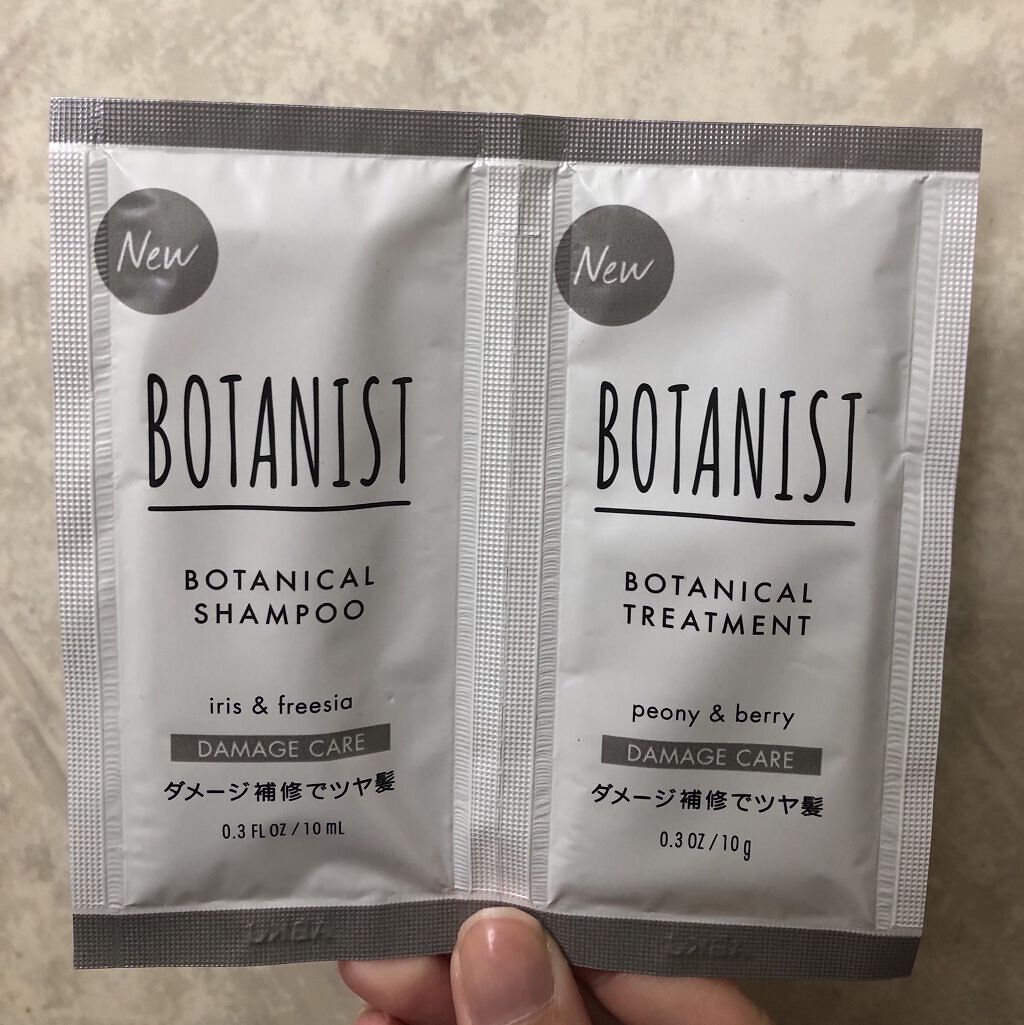 New
BOTANIST
BOTANICAL
SHAMPOO
iris & freesia
DAMAGE CARE
ダメージ補修でツヤ髪
0.3 FL OZ / 10 mL
New
BOTANIST
BOTANICAL
TREATMENT
peony & berry
DAMAGE CARE
ダメージ補修でツヤ髪
0.3 OZ / 10 g